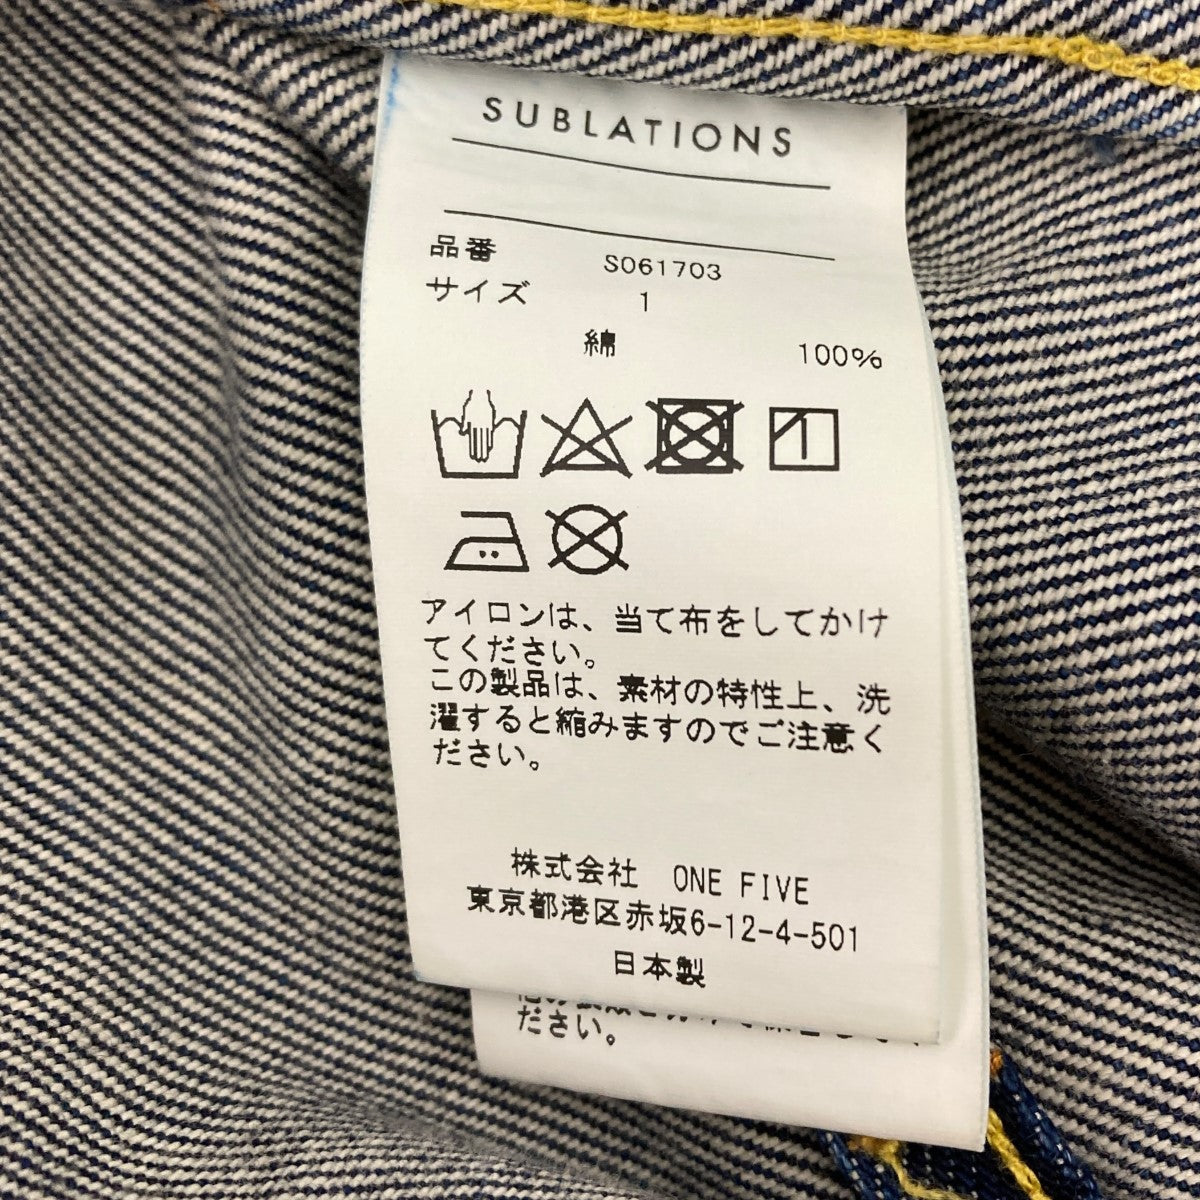 SUBLATIONS
品番 S061703
サイズ 1
綿 100%
アイロンは、当て布をしてかけ
てください。
この製品は、素材の特性上、洗
濯すると縮みますのでご注意く
ださい。
株式会社 ONE FIVE
東京都港区赤坂6-12-4-501
日本製
ださい。